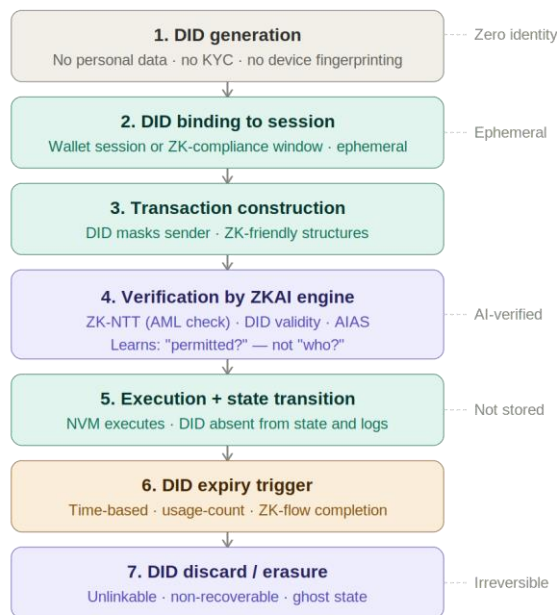 1. DID generation
No personal data · no KYC · no device fingerprinting
Zero identity
2. DID binding to session
Wallet session or ZK-compliance window · ephemeral
Ephemeral
3. Transaction construction
DID masks sender · ZK-friendly structures
4. Verification by ZKAI engine
ZK-NTT (AML check) · DID validity · AIAS
Learns: "permitted?" — not "who?"
AI-verified
5. Execution + state transition
NVM executes · DID absent from state and logs
Not stored
6. DID expiry trigger
Time-based · usage-count · ZK-flow completion
7. DID discard / erasure
Unlinkable · non-recoverable · ghost state
Irreversible